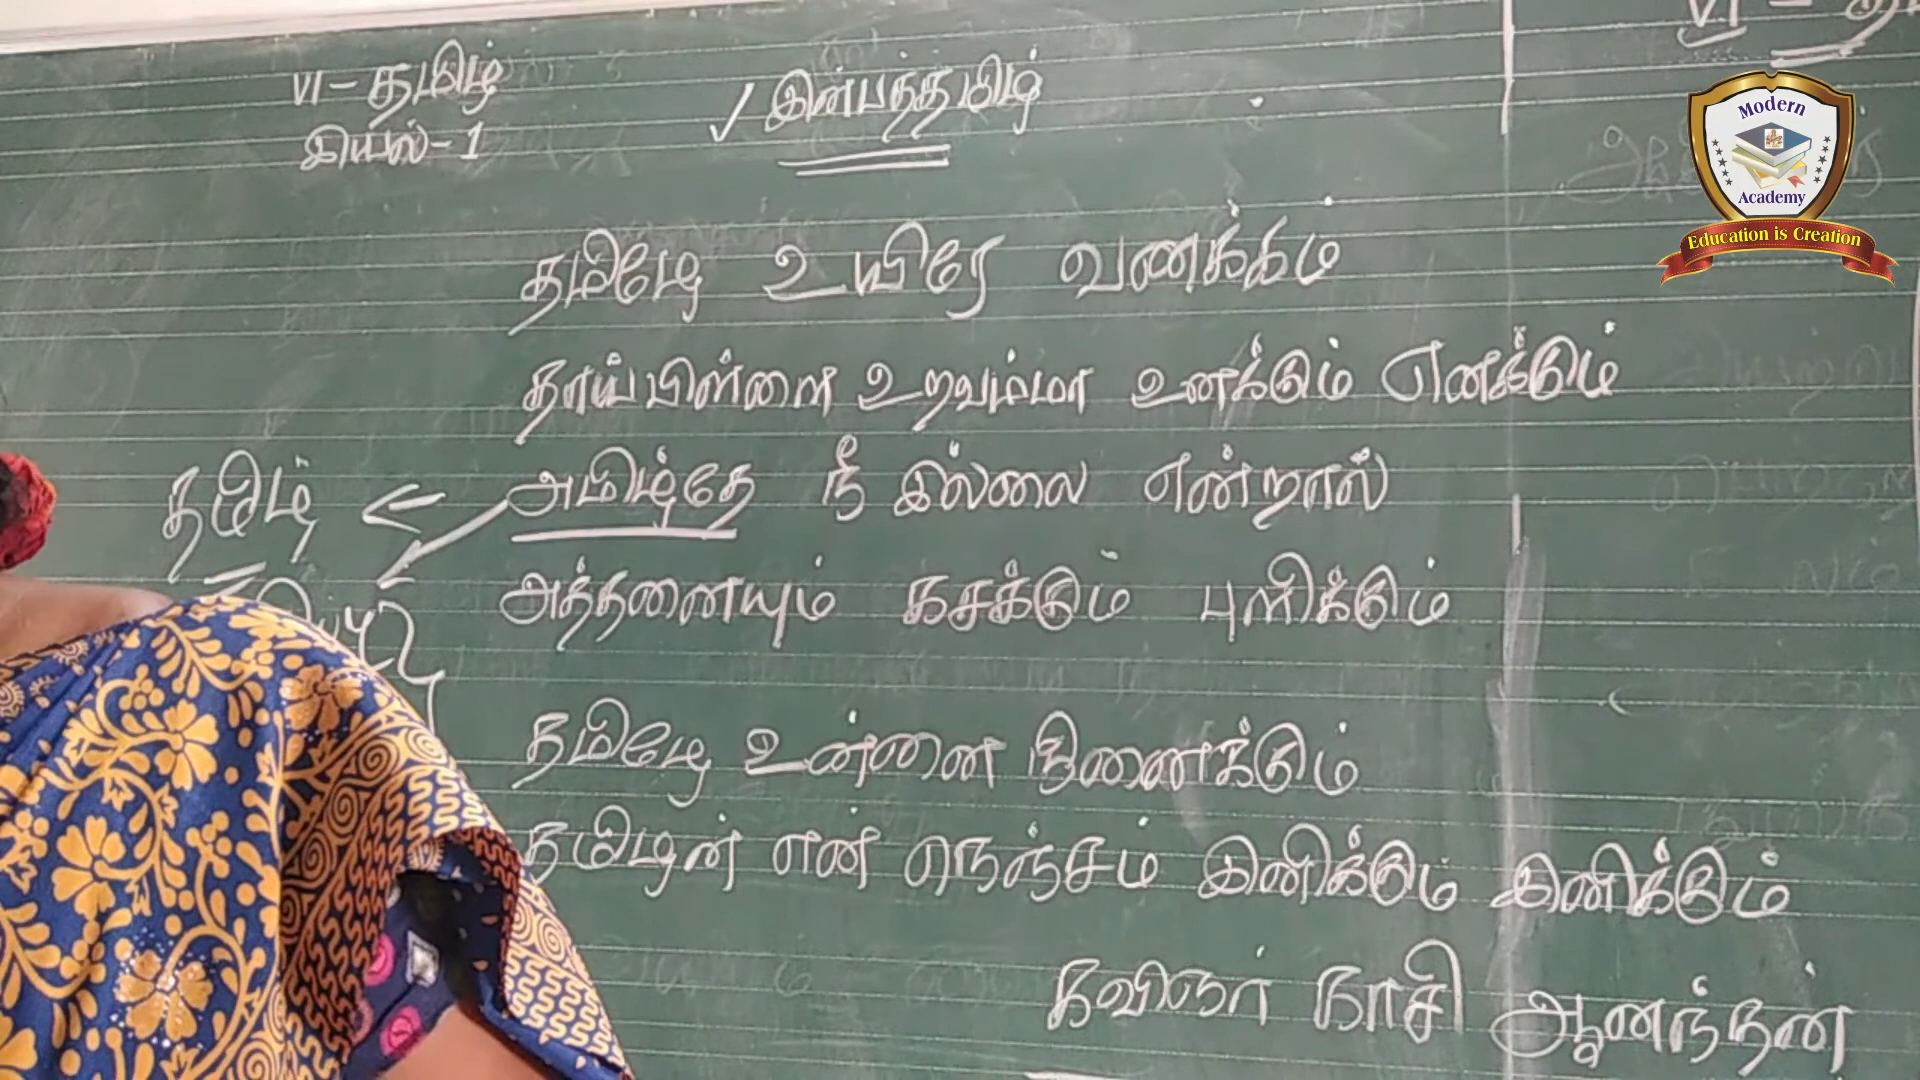 VI - தமிழ்
இயல் - 1
✓ இன்பத்தமிழ்
தமிழே உயிரே வணக்கம்
தாய்பிள்ளை உறவம்மா உனக்கும் எனக்கும்
அமிழ்தே நீ இல்லை என்றால்
அத்தனையும் கசக்கும் புளிக்கும்
தமிழே உன்னை நினைக்கும்
தமிழன் என் நெஞ்சம் இனிக்கும் இனிக்கும்
கவிஞர் காசி ஆனந்தன்
தமிழ் <
VI -
Modern
Academy
Education is Creation